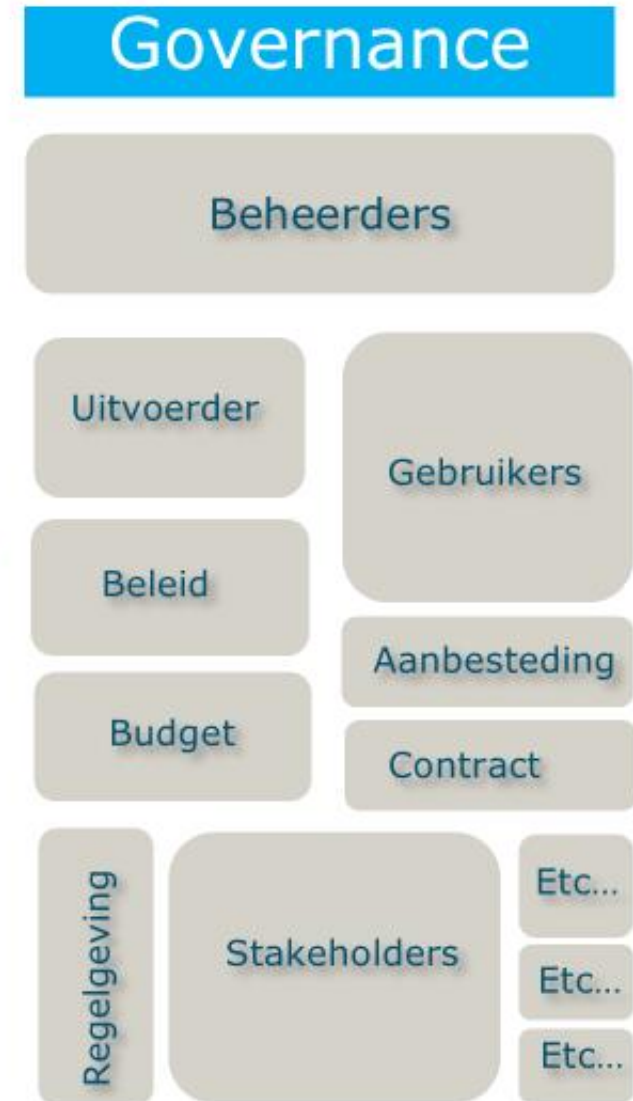 Governance
Beheerders
Uitvoerder
Gebruikers
Beleid
Aanbesteding
Budget
Contract
Regelgeving
Stakeholders
Etc...
Etc...
Etc...